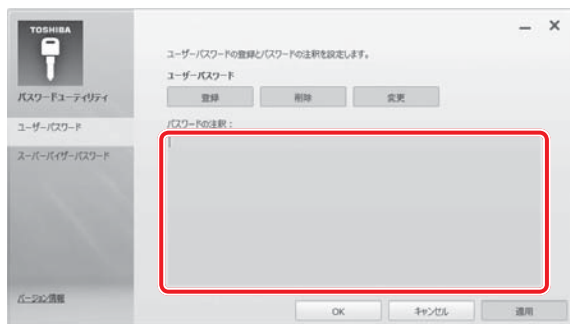 TOSHIBA
パスワードユーティリティ
ユーザーパスワード
スーパーバイザーパスワード
バージョン情報
ユーザーパスワードの登録とパスワードの注釈を設定します。
ユーザーパスワード
登録 削除 変更
パスワードの注釈：
OK キャンセル 適用